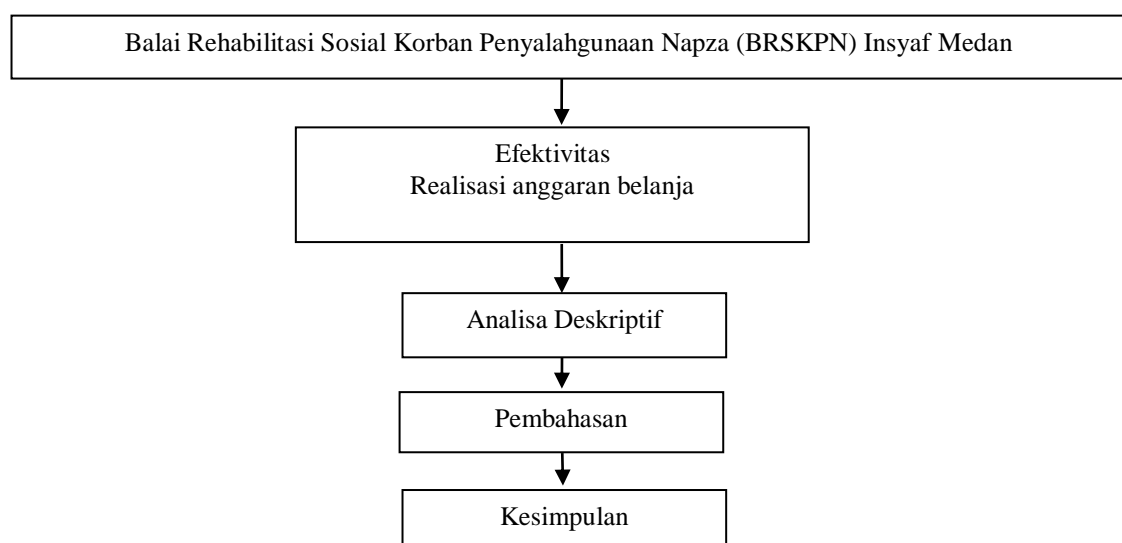 Balai Rehabilitasi Sosial Korban Penyalahgunaan Napza (BRSKPN) Insyaf Medan
Efektivitas
Realisasi anggaran belanja
Analisa Deskriptif
Pembahasan
Kesimpulan